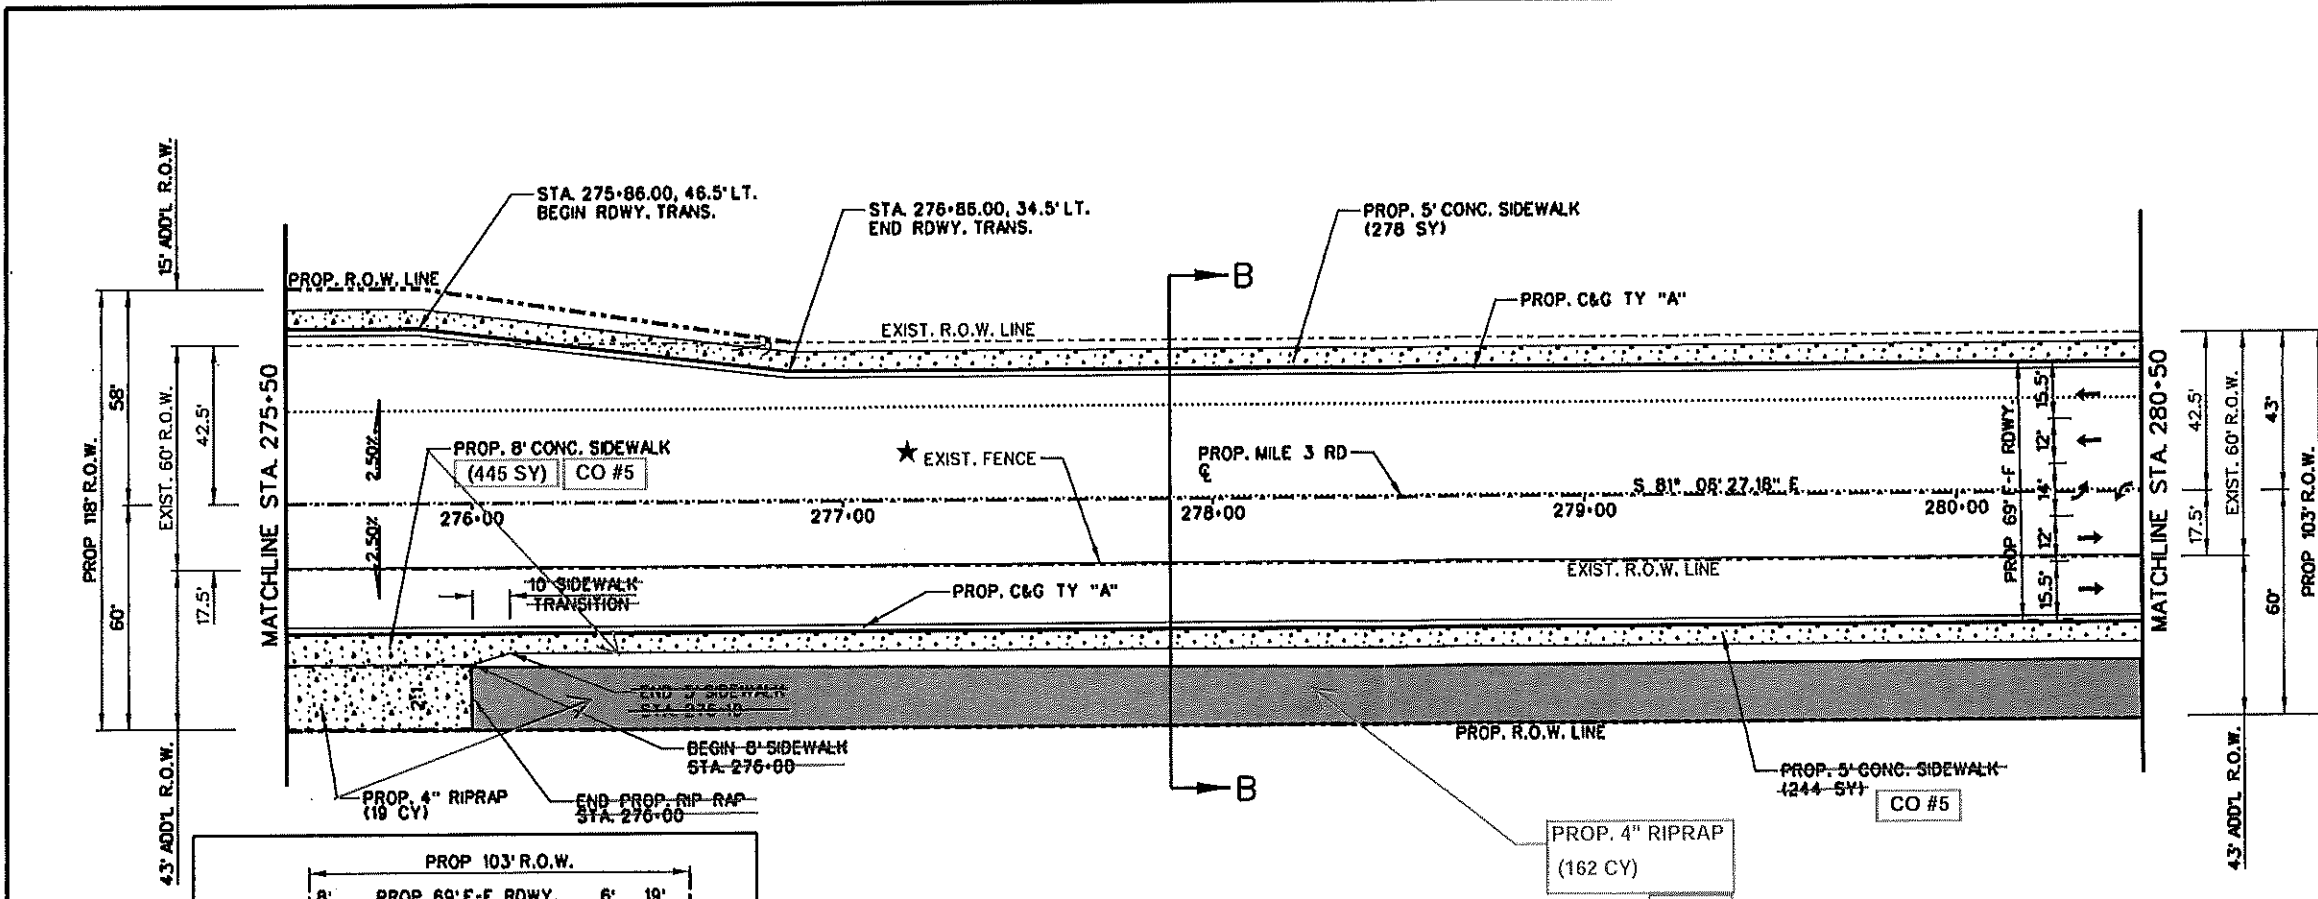 STA. 275+86.00, 46.5' LT.
BEGIN RDWY. TRANS.
STA. 276+86.00, 34.5' LT.
END RDWY. TRANS.
PROP. 5' CONC. SIDEWALK
(278 SY)
15' ADD'L R.O.W.
PROP. R.O.W. LINE
B
PROP. C&G TY "A"
EXIST. R.O.W. LINE
PROP 118' R.O.W.
58'
60'
EXIST. 60' R.O.W.
42.5'
17.5'
43' ADD'L R.O.W.
MATCHLINE STA. 275+50
2.50%
2.50%
PROP. 8' CONC. SIDEWALK
(445 SY)
CO #5
★ EXIST. FENCE
PROP. MILE 3 RD
℄
S 81° 08' 27.18" E
276+00
277+00
278+00
279+00
280+00
PROP 69' F-F RDWY.
15.5'
12'
14'
12'
15.5'
MATCHLINE STA. 280+50
42.5'
17.5'
EXIST. 60' R.O.W.
43'
60'
PROP 103' R.O.W.
43' ADD'L R.O.W.
EXIST. R.O.W. LINE
10' SIDEWALK
TRANSITION
PROP. C&G TY "A"
2F1.
END 5' SIDEWALK
STA. 276+10
BEGIN 8' SIDEWALK
STA. 276+00
PROP. R.O.W. LINE
PROP. 4" RIPRAP
(19 CY)
END PROP. RIP RAP
STA. 276+00
B
PROP. 5' CONC. SIDEWALK
(244 SY)
CO #5
PROP. 4" RIPRAP
(162 CY)
PROP 103' R.O.W.
8' PROP 69' F-F RDWY. 6' 19'